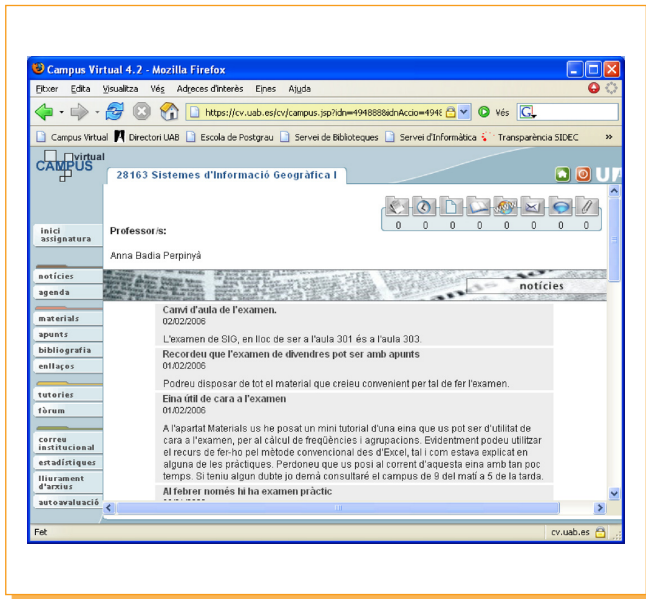 Campus Virtual 4.2 - Mozilla Firefox
Fitxer Edita Visualitza Vés Adreces d'interès Eines Ajuda
https://cv.uab.es/cv/campus.jsp?idn=4948888&idnAccio=494 Vés
Campus Virtual Directori UAB Escola de Postgrau Servei de Biblioteques Servei d'Informàtica Transparència SIDEC »
virtual
CAMPUS
28163 Sistemes d'Informació Geogràfica I
0 0 0 0 0 0 0 0
inici
assignatura
Professor/s:
Anna Badia Perpinyà
notícies
agenda
notícies
materials
apunts
bibliografia
enllaços
tutories
fòrum
correu
institucional
estadístiques
lliurament
d'arxius
autoavaluació
Canvi d'aula de l'examen.
02/02/2006
L'examen de SIG, en lloc de ser a l'aula 301 és a l'aula 303.
Recordeu que l'examen de divendres pot ser amb apunts
01/02/2006
Podreu disposar de tot el material que creieu convenient per tal de fer l'examen.
Eina útil de cara a l'examen
01/02/2006
A l'apartat Materials us he posat un mini tutorial d'una eina que us pot ser d'utilitat de
cara a l'examen, per al càlcul de freqüències i agrupacions. Evidentment podeu utilitzar
el recurs de fer-ho pel mètode convencional des d'Excel, tal i com estava explicat en
alguna de les pràctiques. Perdoneu que us posi al corrent d'aquesta eina amb tan poc
temps. Si teniu algun dubte jo demà consultaré el campus de 9 del matí a 5 de la tarda.
Al febrer només hi ha examen pràctic
Fet cv.uab.es